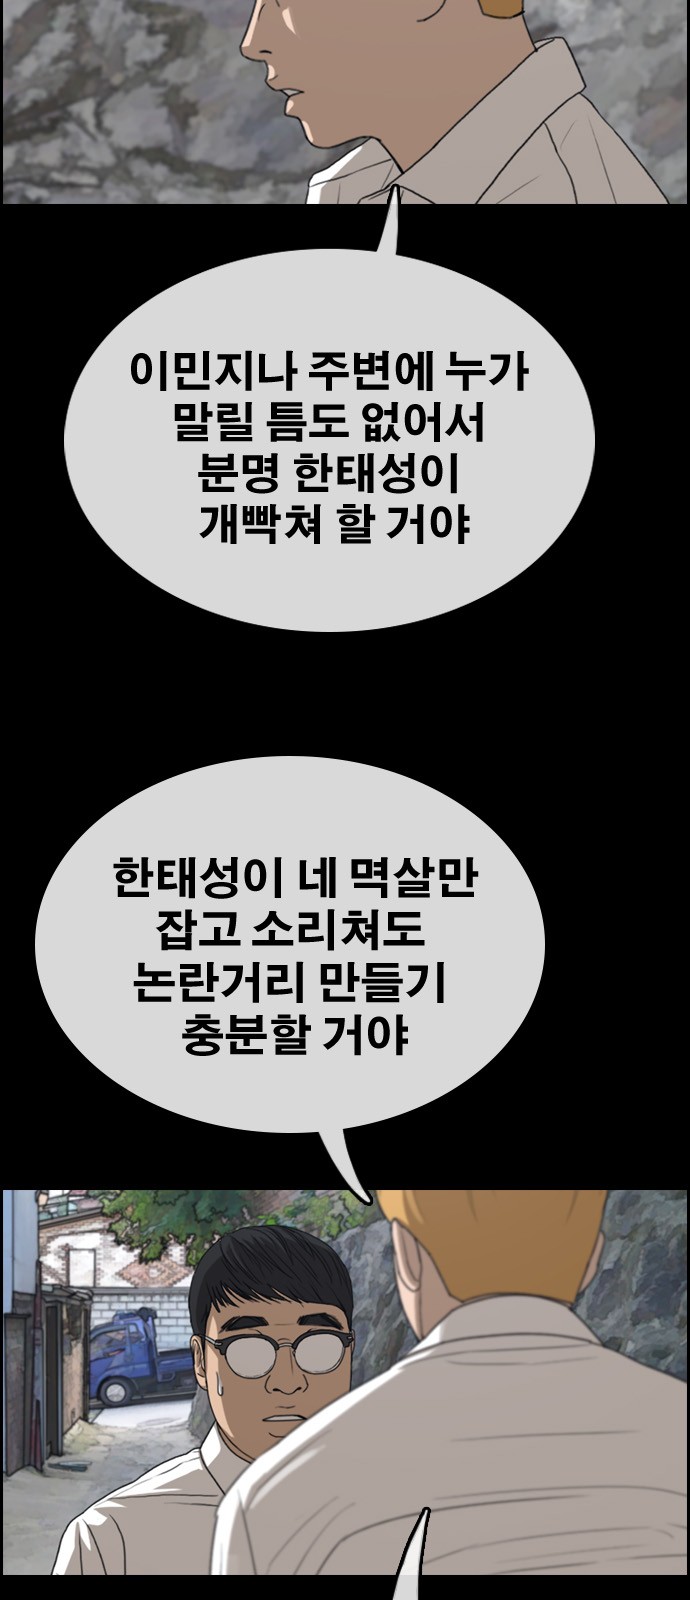 이민지나 주변에 누가
말릴 틈도 없어서
분명 한태성이
개빡쳐 할 거야
한태성이 네 멱살만
잡고 소리쳐도
논란거리 만들기
충분할 거야